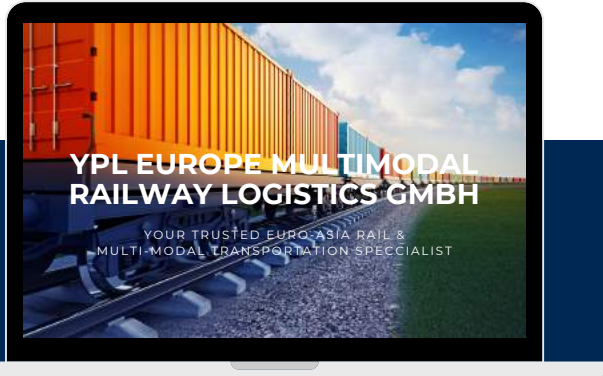 YPL EUROPE MULTIMODAL
RAILWAY LOGISTICS GMBH
YOUR TRUSTED EURO-ASIA RAIL &
MULTI-MODAL TRANSPORTATION SPECCIALIST